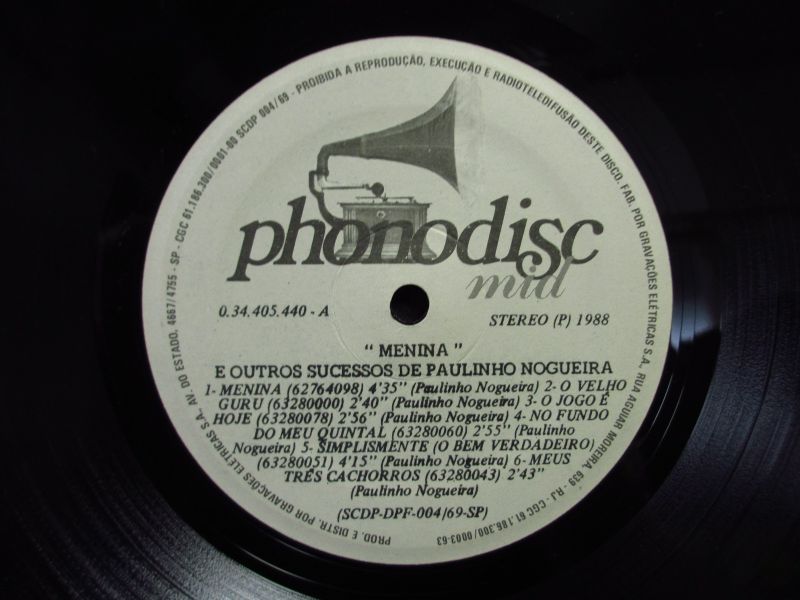 phonodisc
mid
0.34.405.440 - A
STEREO (P) 1988
" MENINA "
E OUTROS SUCESSOS DE PAULINHO NOGUEIRA
1- MENINA (62764098) 4'35" (Paulinho Nogueira) 2- O VELHO
GURU (63280000) 2'40" (Paulinho Nogueira) 3- O JOGO É
HOJE (63280078) 2'56" (Paulinho Nogueira) 4- NO FUNDO
DO MEU QUINTAL (63280060) 2'55" (Paulinho
Nogueira) 5- SIMPLISMENTE (O BEM VERDADEIRO)
(63280051) 4'15" (Paulinho Nogueira) 6- MEUS
TRÊS CACHORROS (63280043) 2'43"
(Paulinho Nogueira)
(SCDP-DPF-004/69-SP)
PROD. E DISTR. POR GRAVAÇÕES ELÉTRICAS S.A. AV. DO ESTADO, 4667/4755 - SP - CGC 61.186.300/0001-00 SCDP 004/69 - PROIBIDA A REPRODUÇÃO, EXECUÇÃO E RADIOTELEDIFUSÃO DESTE DISCO. FAB. POR GRAVAÇÕES ELÉTRICAS S.A. RUA AGUIAR MOREIRA, 639 - RJ - CGC 61.186.300/0003-63